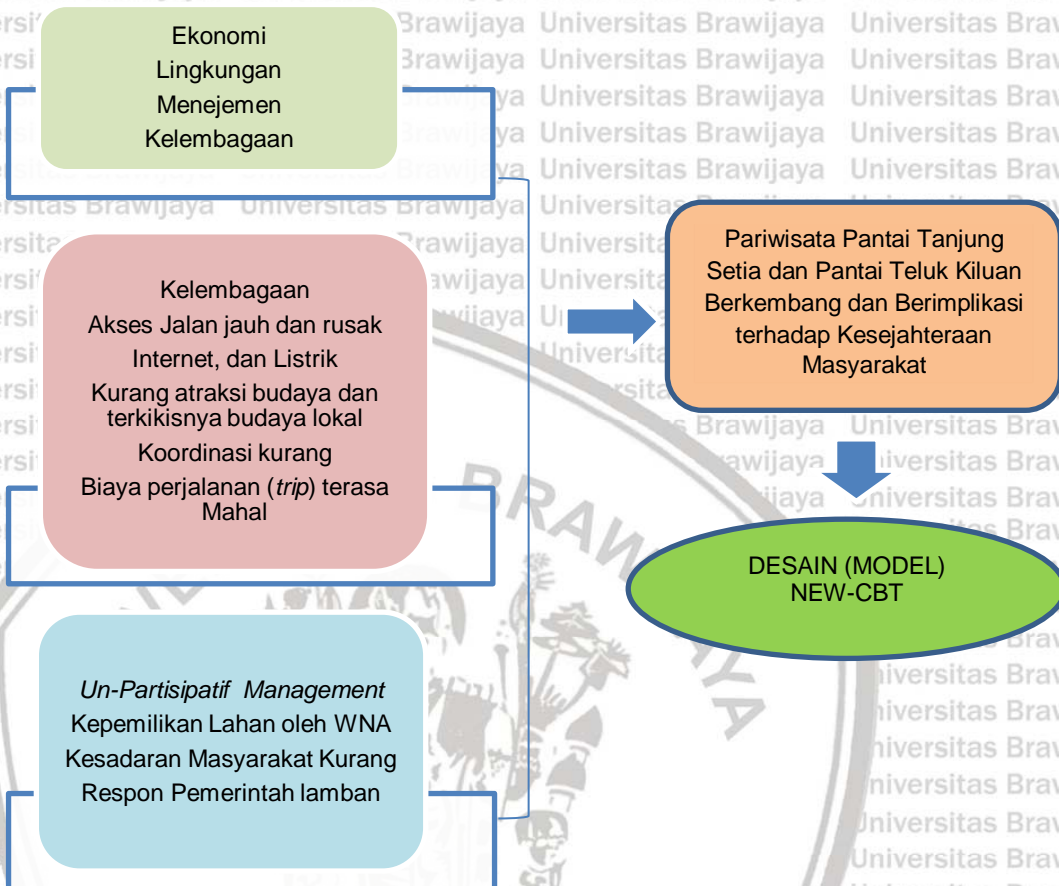 Ekonomi
Lingkungan
Menejemen
Kelembagaan
Kelembagaan
Akses Jalan jauh dan rusak
Internet, dan Listrik
Kurang atraksi budaya dan
terkikisnya budaya lokal
Koordinasi kurang
Biaya perjalanan (trip) terasa
Mahal
Un-Partisipatif Management
Kepemilikan Lahan oleh WNA
Kesadaran Masyarakat Kurang
Respon Pemerintah lamban
Pariwisata Pantai Tanjung
Setia dan Pantai Teluk Kiluan
Berkembang dan Berimplikasi
terhadap Kesejahteraan
Masyarakat
DESAIN (MODEL)
NEW-CBT